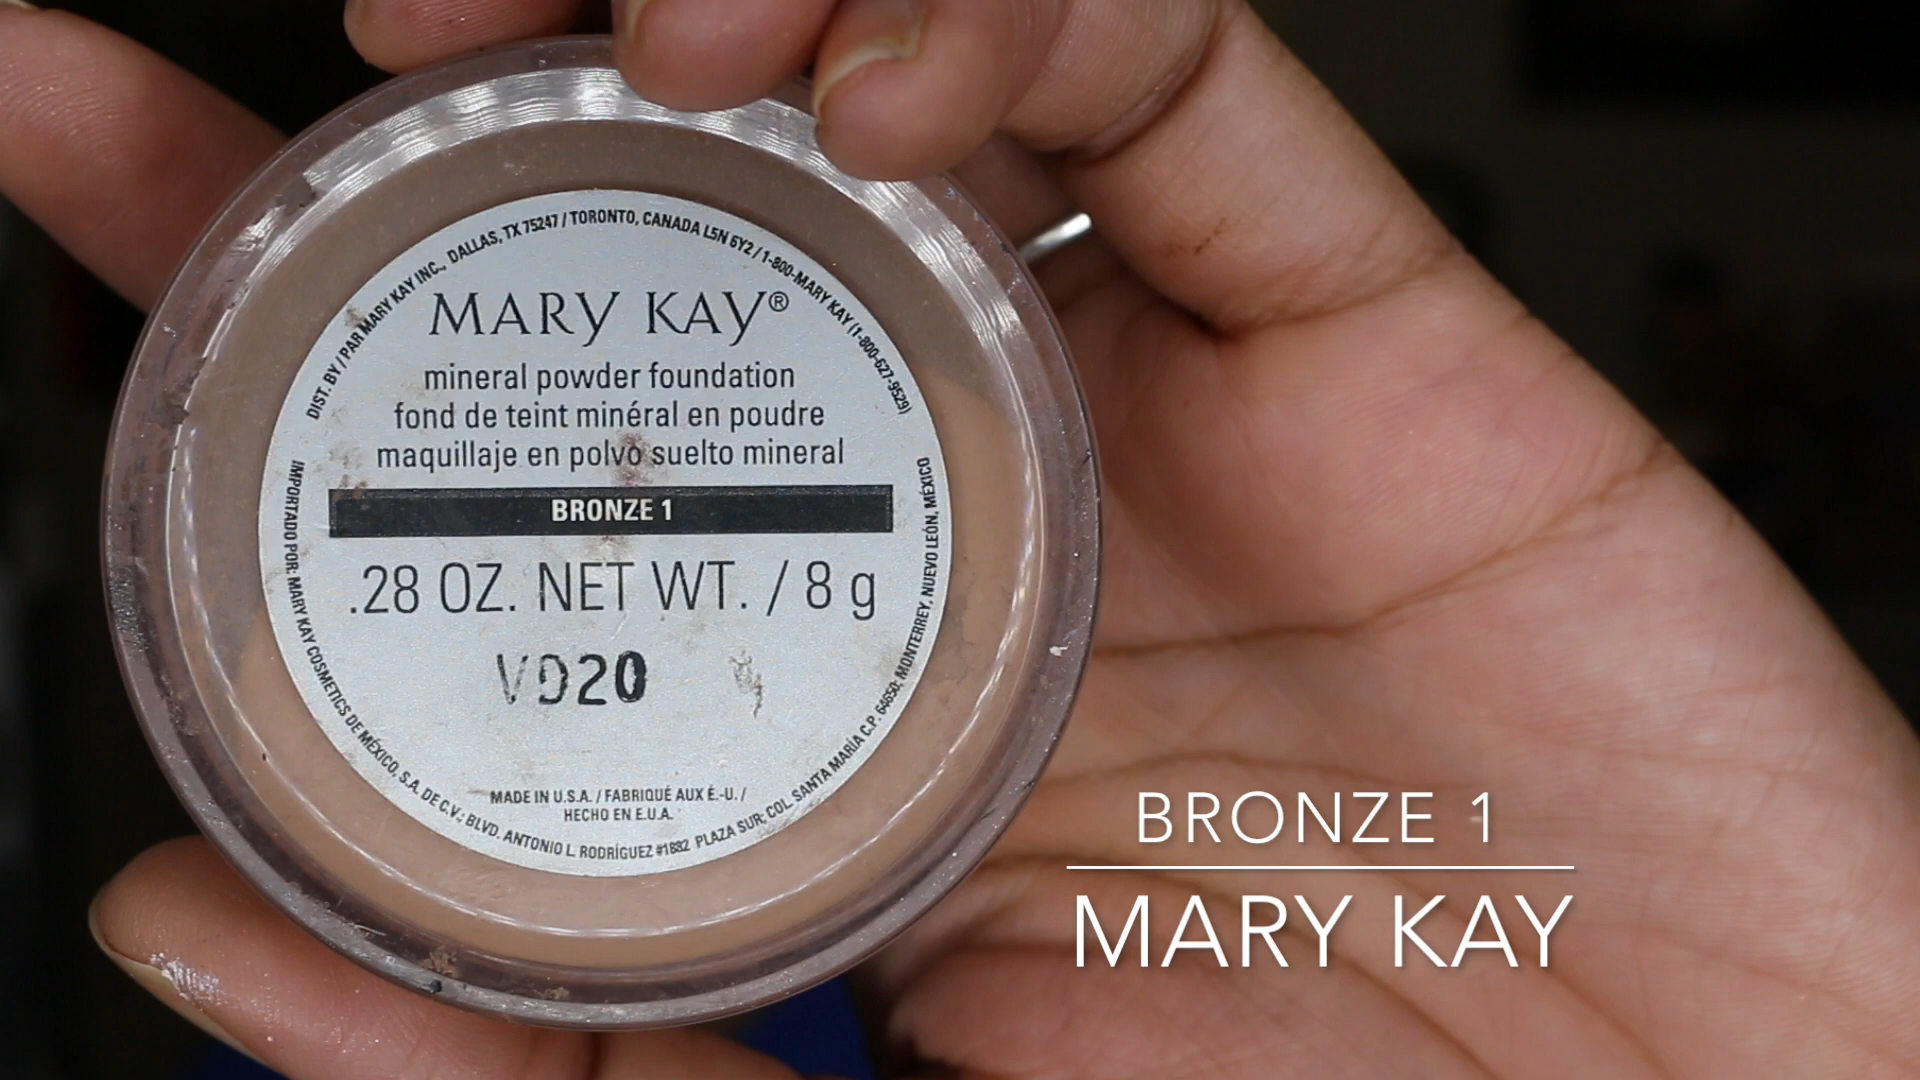 DIST. BY / PAR MARY KAY INC., DALLAS, TX 75247 / TORONTO, CANADA L5N 6Y2 / 1-800-MARY KAY (1-800-627-9529)
MARY KAY®
mineral powder foundation
fond de teint minéral en poudre
maquillaje en polvo suelto mineral
BRONZE 1
.28 OZ. NET WT. / 8 g
VD20
MADE IN U.S.A. / FABRIQUÉ AUX É.-U. /
HECHO EN E.U.A.
IMPORTADO POR: MARY KAY COSMETICS DE MÉXICO, S.A. DE C.V.; BLVD. ANTONIO L. RODRÍGUEZ #1882 PLAZA SUR; COL. SANTA MARÍA C.P. 64650; MONTERREY, NUEVO LEÓN, MÉXICO
BRONZE 1
MARY KAY